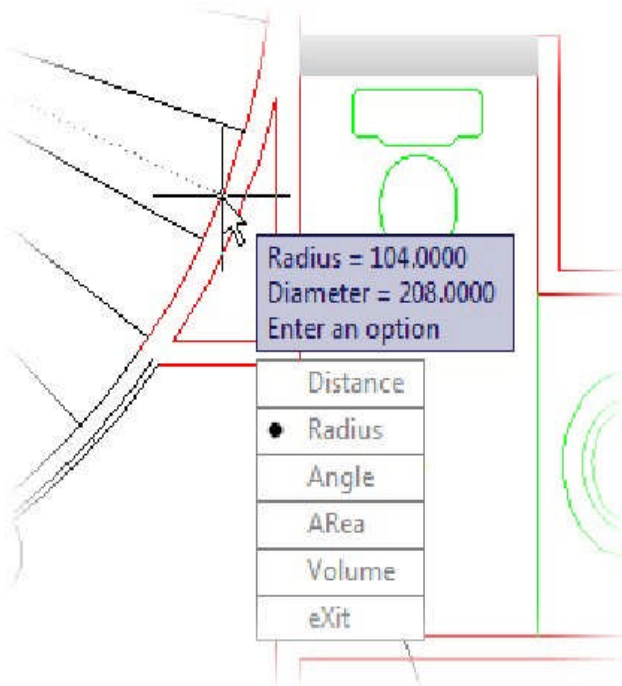 Radius = 104.0000
Diameter = 208.0000
Enter an option
Distance
Radius
Angle
ARea
Volume
eXit